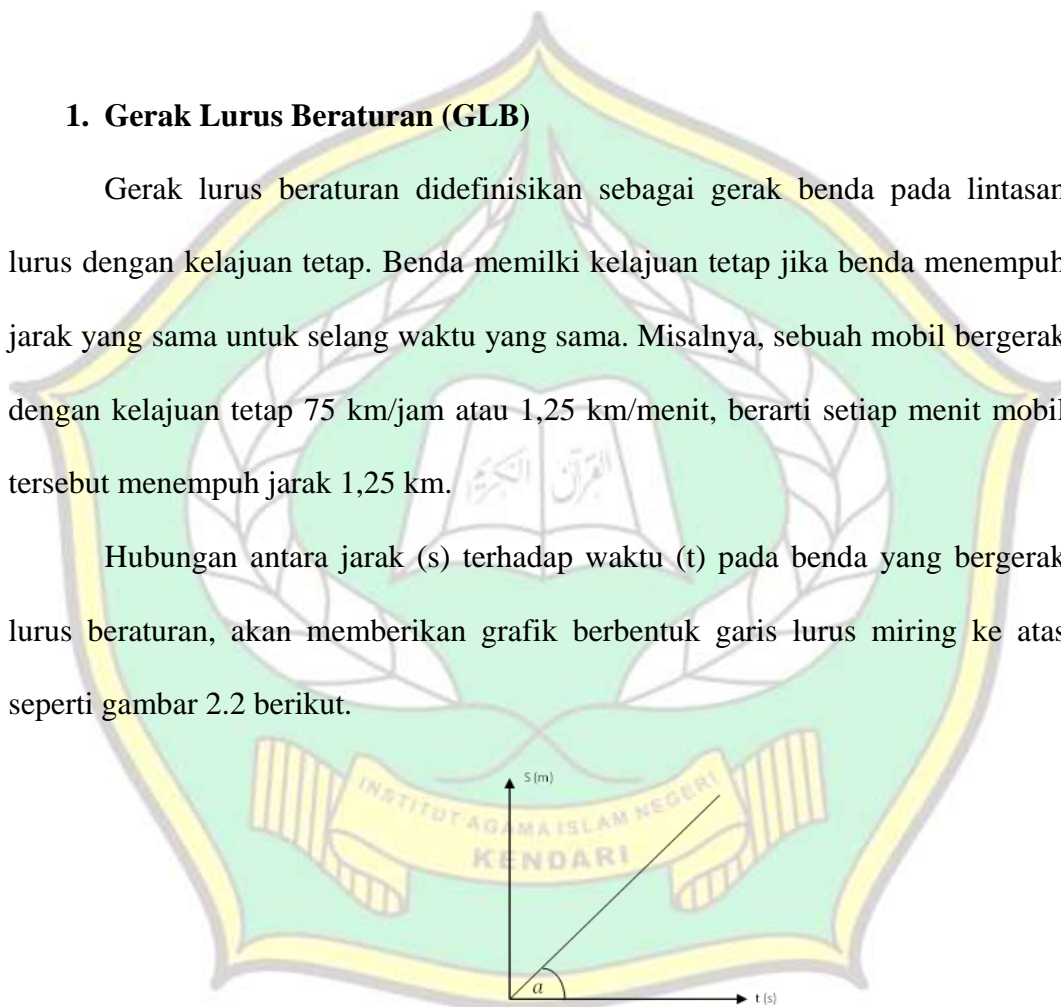 1. Gerak Lurus Beraturan (GLB)
Gerak lurus beraturan didefinisikan sebagai gerak benda pada lintasan
lurus dengan kelajuan tetap. Benda memilki kelajuan tetap jika benda menempuh
jarak yang sama untuk selang waktu yang sama. Misalnya, sebuah mobil bergerak
dengan kelajuan tetap 75 km/jam atau 1,25 km/menit, berarti setiap menit mobil
tersebut menempuh jarak 1,25 km.
القرآن الكريم
Hubungan antara jarak (s) terhadap waktu (t) pada benda yang bergerak
lurus beraturan, akan memberikan grafik berbentuk garis lurus miring ke atas
seperti gambar 2.2 berikut.
S (m)
INSTITUT AGAMA ISLAM NEGERI
KENDARI
a
t (s)